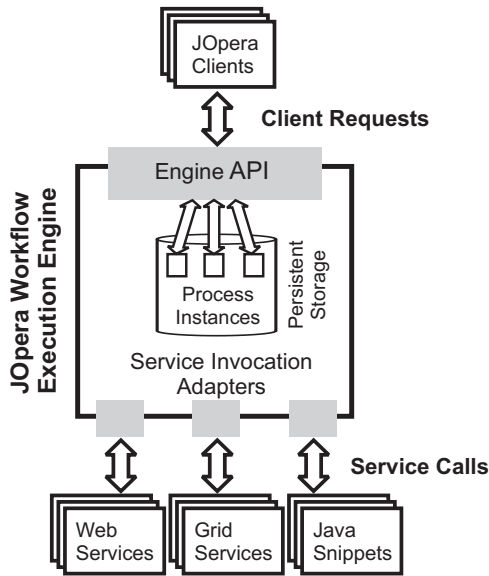 JOpera
Clients
Client Requests
Engine API
JOpera Workflow
Execution Engine
Process
Instances
Persistent
Storage
Service Invocation
Adapters
Service Calls
Web
Services
Grid
Services
Java
Snippets